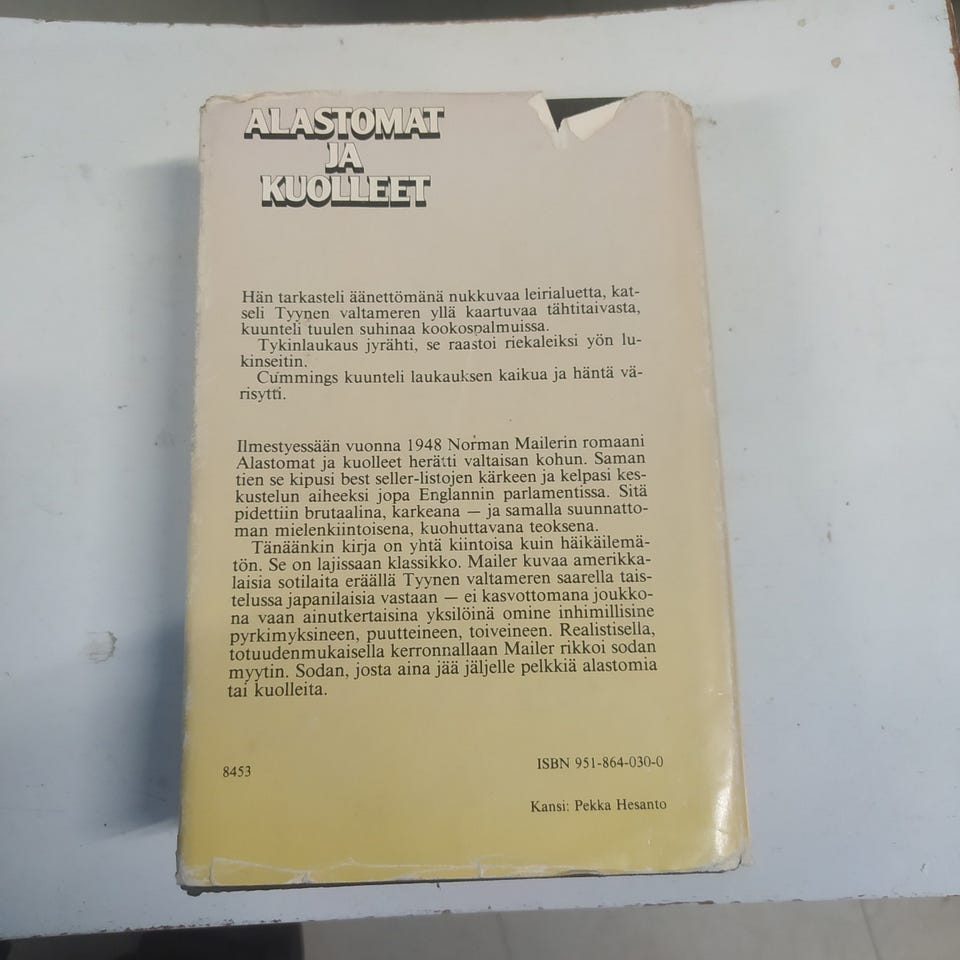 ALASTOMAT
JA
KUOLLEET
Hän tarkasteli äänettömänä nukkuvaa leirialuetta, kat-
seli Tyynen valtameren yllä kaartuvaa tähtitaivasta,
kuunteli tuulen suhinaa kookospalmuissa.
Tykinlaukaus jyrähti, se raastoi riekaleiksi yön lu-
kinseitin.
Cummings kuunteli laukauksen kaikua ja häntä vä-
risytti.
Ilmestyessään vuonna 1948 Norman Mailerin romaani
Alastomat ja kuolleet herätti valtaisan kohun. Saman
tien se kipusi best seller-listojen kärkeen ja kelpasi kes-
kustelun aiheeksi jopa Englannin parlamentissa. Sitä
pidettiin brutaalina, karkeana — ja samalla suunnatto-
man mielenkiintoisena, kuohuttavana teoksena.
Tänäänkin kirja on yhtä kiintoisa kuin häikäilemä-
tön. Se on lajissaan klassikko. Mailer kuvaa amerikka-
laisia sotilaita eräällä Tyynen valtameren saarella tais-
telussa japanilaisia vastaan — ei kasvottomana joukko-
na vaan ainutkertaisina yksilöinä omine inhimillisine
pyrkimyksineen, puutteineen, toiveineen. Realistisella,
totuudenmukaisella kerronnallaan Mailer rikkoi sodan
myytin. Sodan, josta aina jää jäljelle pelkkiä alastomia
tai kuolleita.
8453
ISBN 951-864-030-0
Kansi: Pekka Hesanto